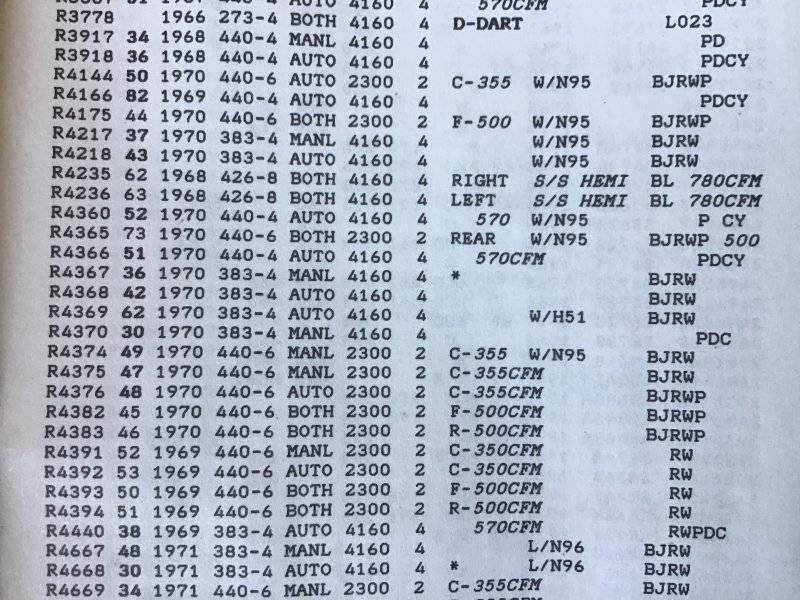 570CFM PDCY
R3778 1966 273-4 BOTH 4160 4 D-DART LO23
R3917 34 1968 440-4 MANL 4160 4 PD
R3918 36 1968 440-4 AUTO 4160 4 PDCY
R4144 50 1970 440-6 AUTO 2300 2 C-355 W/N95 BJRWP
R4166 82 1969 440-4 AUTO 4160 4 PDCY
R4175 44 1970 440-6 BOTH 2300 2 F-500 W/N95 BJRWP
R4217 37 1970 383-4 MANL 4160 4 W/N95 BJRW
R4218 43 1970 383-4 AUTO 4160 4 W/N95 BJRW
R4235 62 1968 426-8 BOTH 4160 4 RIGHT S/S HEMI BL 780CFM
R4236 63 1968 426-8 BOTH 4160 4 LEFT S/S HEMI BL 780CFM
R4360 52 1970 440-4 AUTO 4160 4 570 W/N95 P CY
R4365 73 1970 440-6 BOTH 2300 2 REAR W/N95 BJRWP 500
R4366 51 1970 440-4 AUTO 4160 4 570CFM PDCY
R4367 36 1970 383-4 MANL 4160 4 * BJRW
R4368 42 1970 383-4 AUTO 4160 4 BJRW
R4369 62 1970 383-4 AUTO 4160 4 W/H51 BJRW
R4370 30 1970 383-4 MANL 4160 4 PDC
R4374 49 1970 440-6 MANL 2300 2 C-355 W/N95 BJRW
R4375 47 1970 440-6 MANL 2300 2 C-355CFM BJRW
R4376 48 1970 440-6 AUTO 2300 2 C-355CFM BJRWP
R4382 45 1970 440-6 BOTH 2300 2 F-500CFM BJRWP
R4383 46 1970 440-6 BOTH 2300 2 R-500CFM BJRWP
R4391 52 1969 440-6 MANL 2300 2 C-350CFM RW
R4392 53 1969 440-6 AUTO 2300 2 C-350CFM RW
R4393 50 1969 440-6 BOTH 2300 2 F-500CFM RW
R4394 51 1969 440-6 BOTH 2300 2 R-500CFM RW
R4440 38 1969 383-4 AUTO 4160 4 570CFM RWPDC
R4667 48 1971 383-4 MANL 4160 4 L/N96 BJRW
R4668 30 1971 383-4 AUTO 4160 4 * L/N96 BJRW
R4669 34 1971 440-6 MANL 2300 2 C-355CFM BJRW